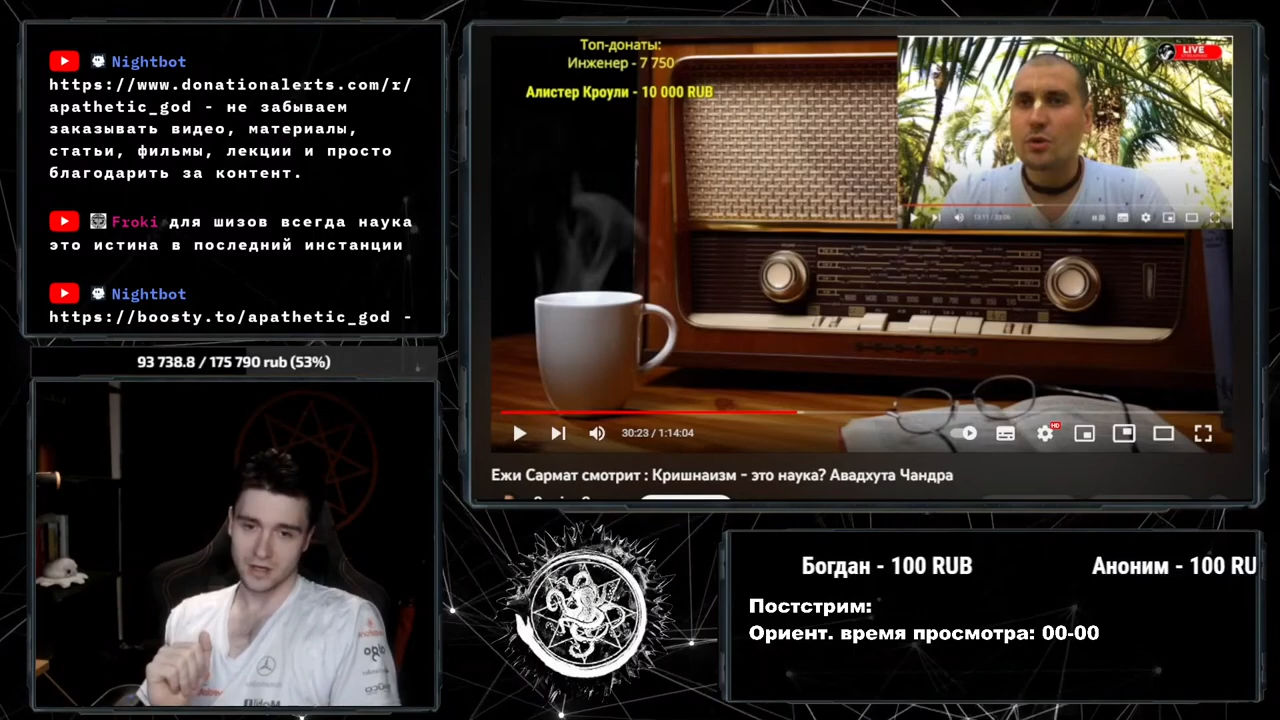 Nightbot
https://www.donationalerts.com/r/
apathetic_god - не забываем
заказывать видео, материалы,
статьи, фильмы, лекции и просто
благодарить за контент.
Froki для шизов всегда наука
это истина в последний инстанции
Nightbot
https://boosty.to/apathetic_god -
93 738.8 / 175 790 rub (53%)
Топ-донаты:
Инженер - 7 750
Алистер Кроули - 10 000 RUB
LIVE
30:23 / 1:14:04
HD
Ежи Сармат смотрит : Кришнаизм - это наука? Авадхута Чандра
Богдан - 100 RUB
Аноним - 100 RU
Постстрим:
Ориент. время просмотра: 00-00